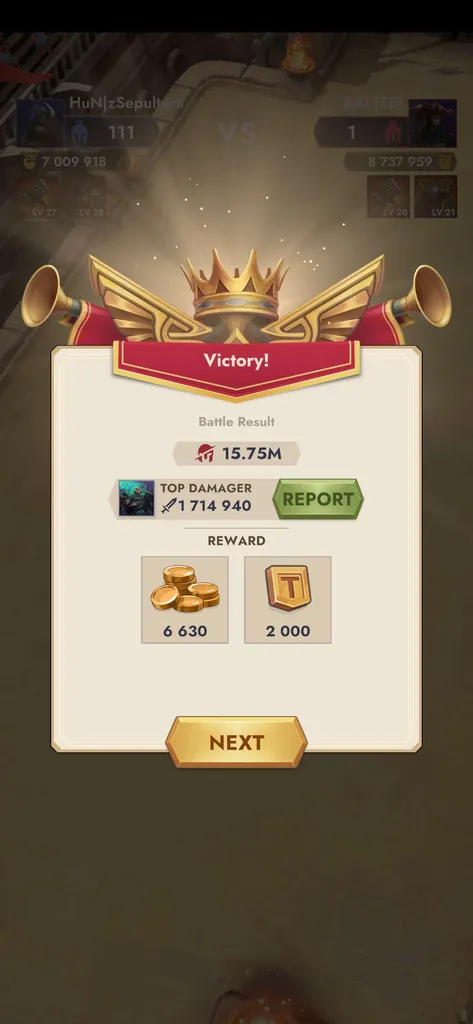 HuN|zSepultura
111
VS
1
7 009 918
8 737 959
LV 27
LV 28
LV 20
LV 21
Victory!
Battle Result
15.75M
TOP DAMAGER
1 714 940
REPORT
REWARD
T
6 630
2 000
NEXT